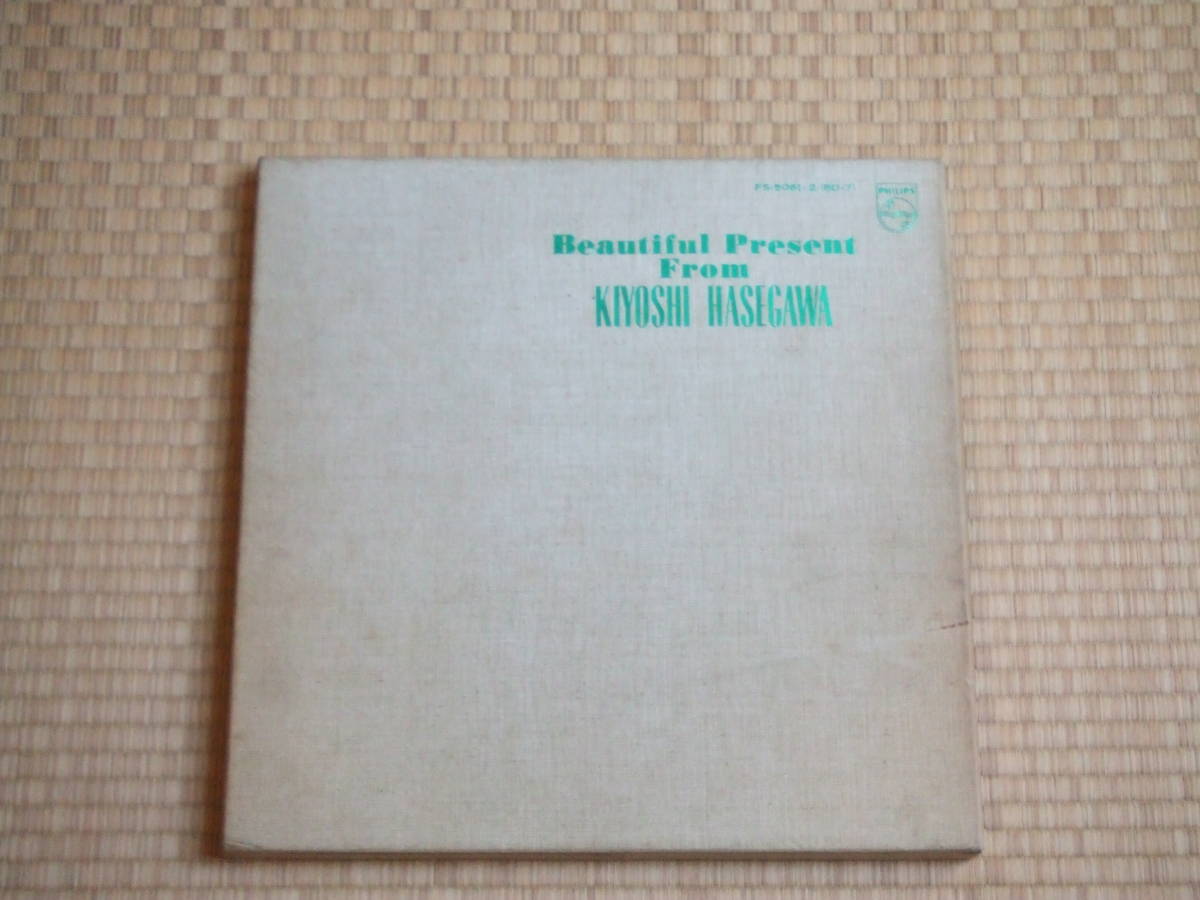 PHILIPS
Beautiful Present
From
KIYOSHI HASEGAWA